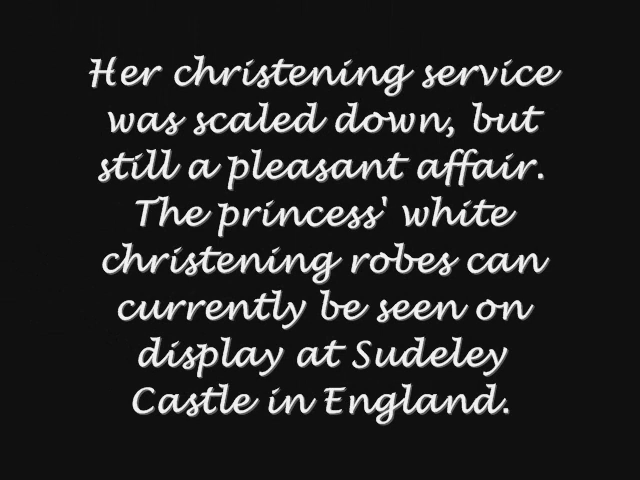 Her christening service
was scaled down, but
still a pleasant affair.
The princess' white
christening robes can
currently be seen on
display at Sudeley
Castle in England.